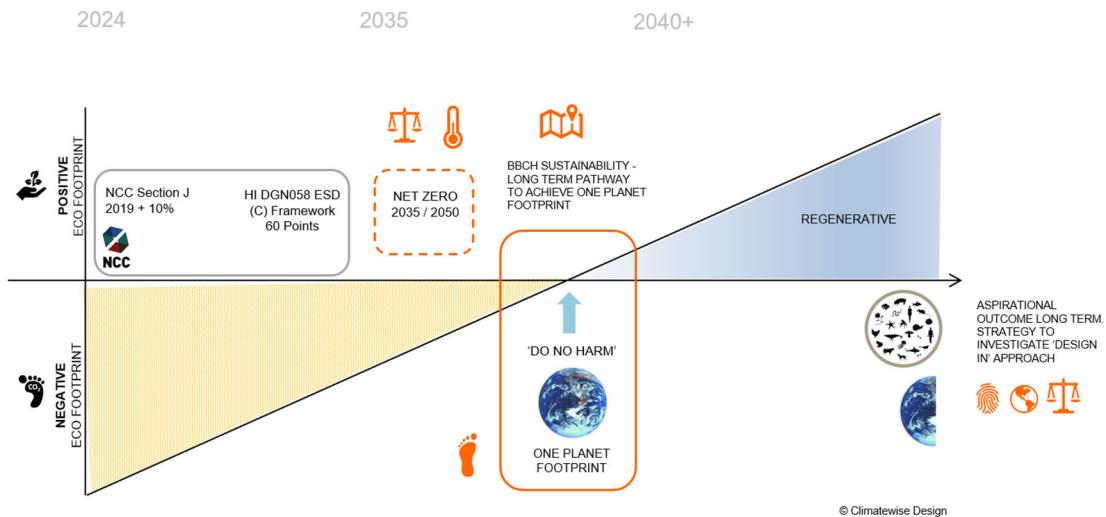 2024
2035
2040+
POSITIVE
ECO FOOTPRINT
NCC Section J
2019 + 10%
NCC
HI DGN058 ESD
(C) Framework
60 Points
NET ZERO
2035 / 2050
BBCH SUSTAINABILITY -
LONG TERM PATHWAY
TO ACHIEVE ONE PLANET
FOOTPRINT
REGENERATIVE
NEGATIVE
ECO FOOTPRINT
CO2
'DO NO HARM'
ONE PLANET
FOOTPRINT
ASPIRATIONAL
OUTCOME LONG TERM.
STRATEGY TO
INVESTIGATE 'DESIGN
IN' APPROACH
© Climatewise Design